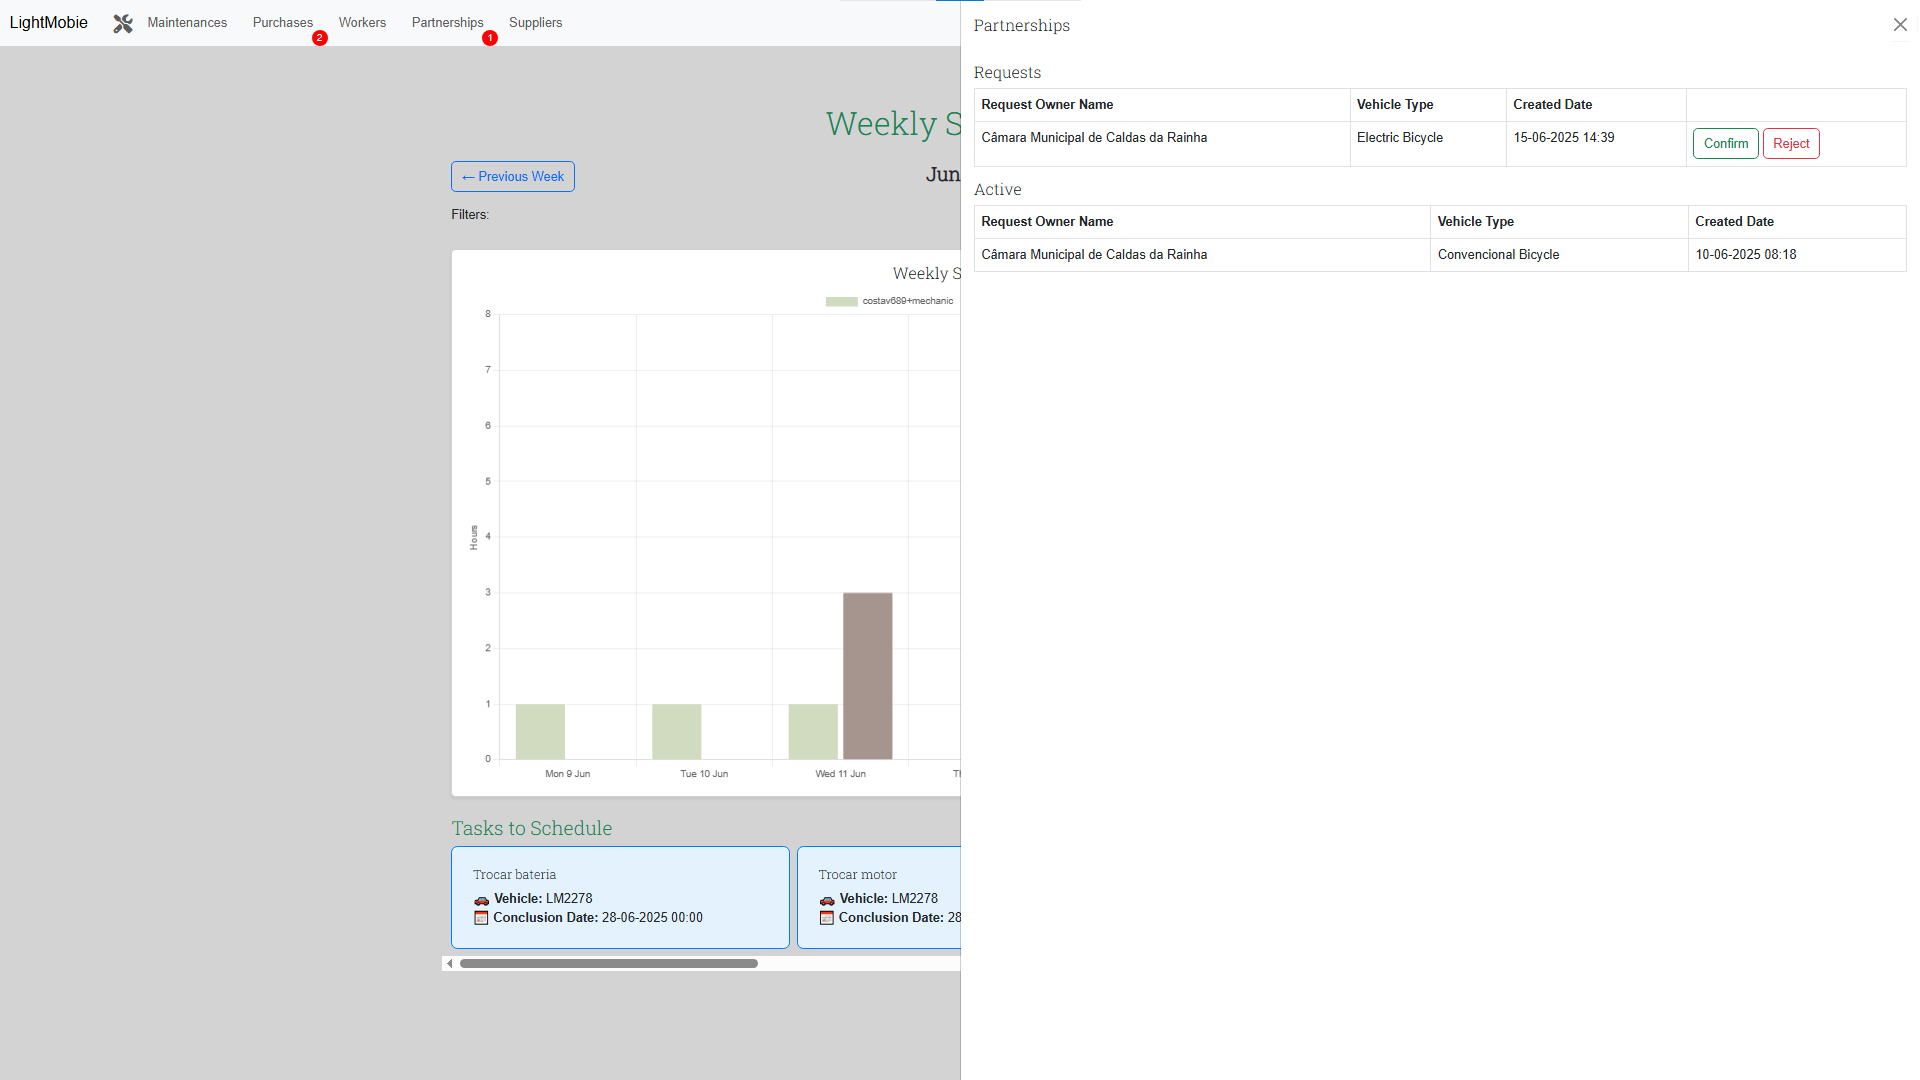 LightMobie Maintenances Purchases 2 Workers Partnerships 1 Suppliers
Weekly S
← Previous Week
Jun
Filters:
Weekly S
costav689+mechanic
8
7
6
5
4
3
2
1
0
Hours
Mon 9 Jun Tue 10 Jun Wed 11 Jun Th
Tasks to Schedule
Trocar bateria
Vehicle: LM2278
Conclusion Date: 28-06-2025 00:00
Trocar motor
Vehicle: LM2278
Conclusion Date: 28
Partnerships
Requests
Request Owner Name Vehicle Type Created Date
Câmara Municipal de Caldas da Rainha Electric Bicycle 15-06-2025 14:39 Confirm Reject
Active
Request Owner Name Vehicle Type Created Date
Câmara Municipal de Caldas da Rainha Convencional Bicycle 10-06-2025 08:18